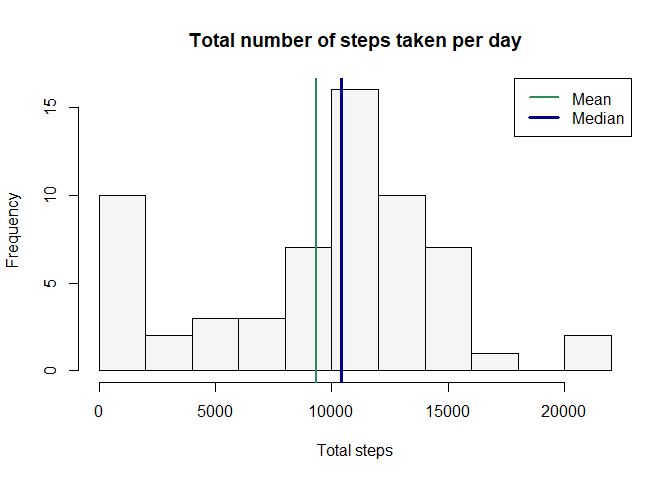 Total number of steps taken per day
Mean
Median
15
10
5
0
Frequency
0 5000 10000 15000 20000
Total steps